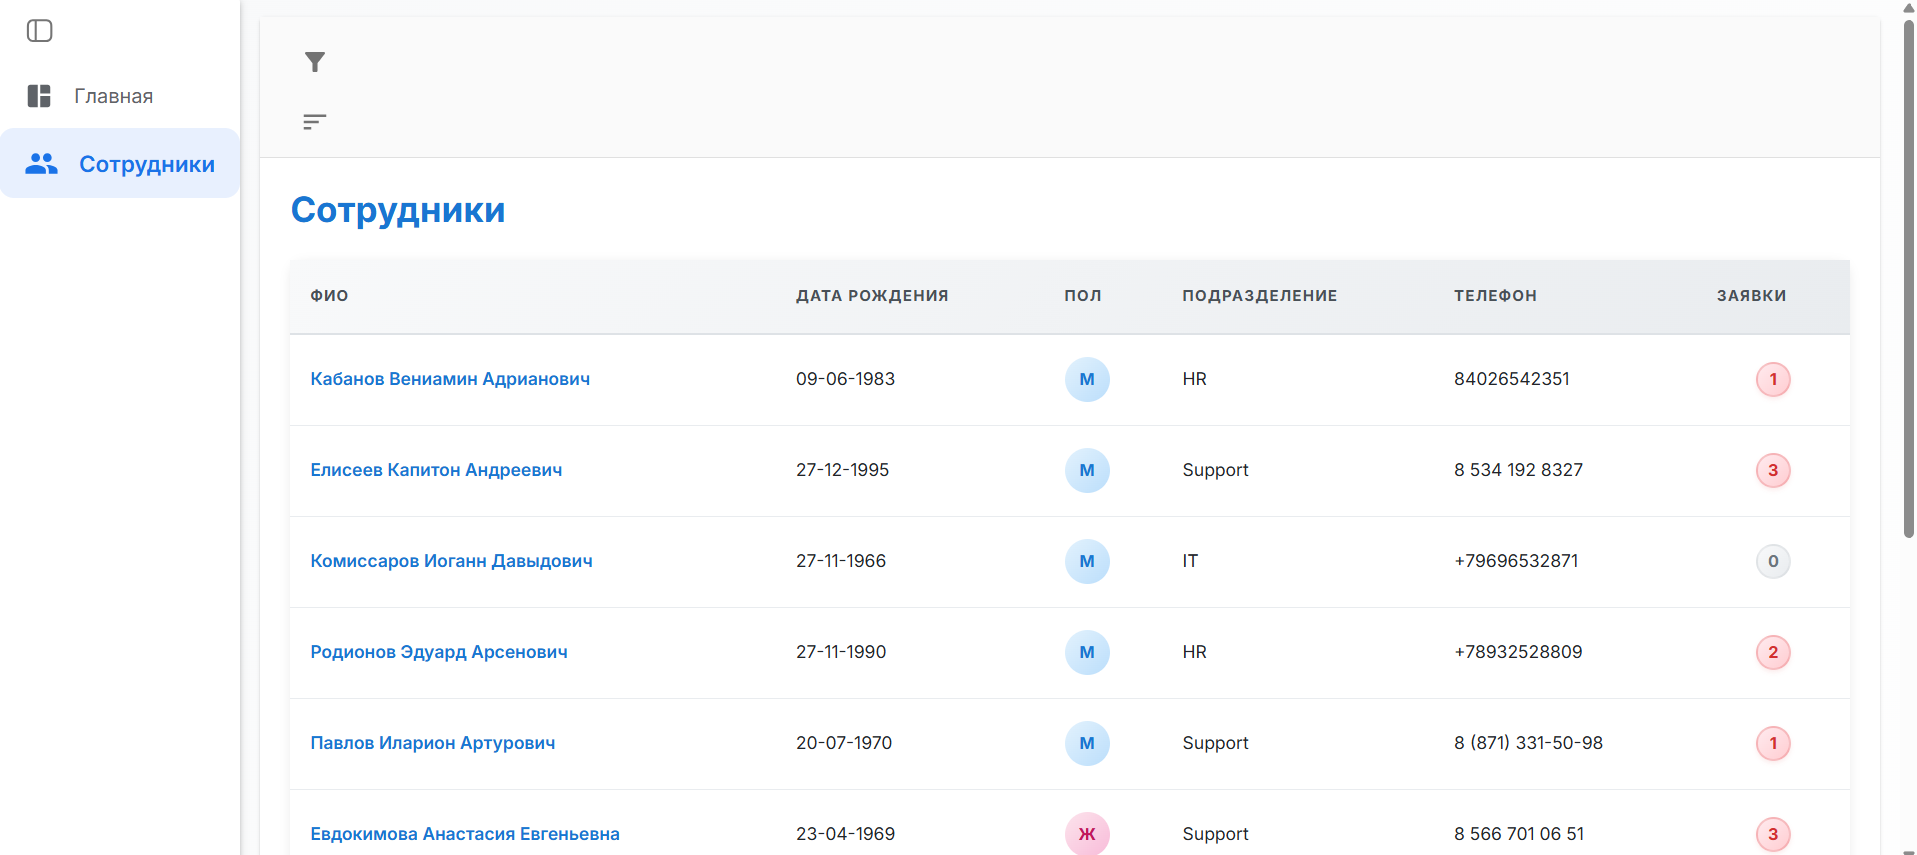 Главная
Сотрудники
Сотрудники
ФИО ДАТА РОЖДЕНИЯ ПОЛ ПОДРАЗДЕЛЕНИЕ ТЕЛЕФОН ЗАЯВКИ
Кабанов Вениамин Адрианович 09-06-1983 М HR 84026542351 1
Елисеев Капитон Андреевич 27-12-1995 М Support 8 534 192 8327 3
Комиссаров Иоганн Давыдович 27-11-1966 М IT +79696532871 0
Родионов Эдуард Арсенович 27-11-1990 М HR +78932528809 2
Павлов Иларион Артурович 20-07-1970 М Support 8 (871) 331-50-98 1
Евдокимова Анастасия Евгеньевна 23-04-1969 Ж Support 8 566 701 06 51 3